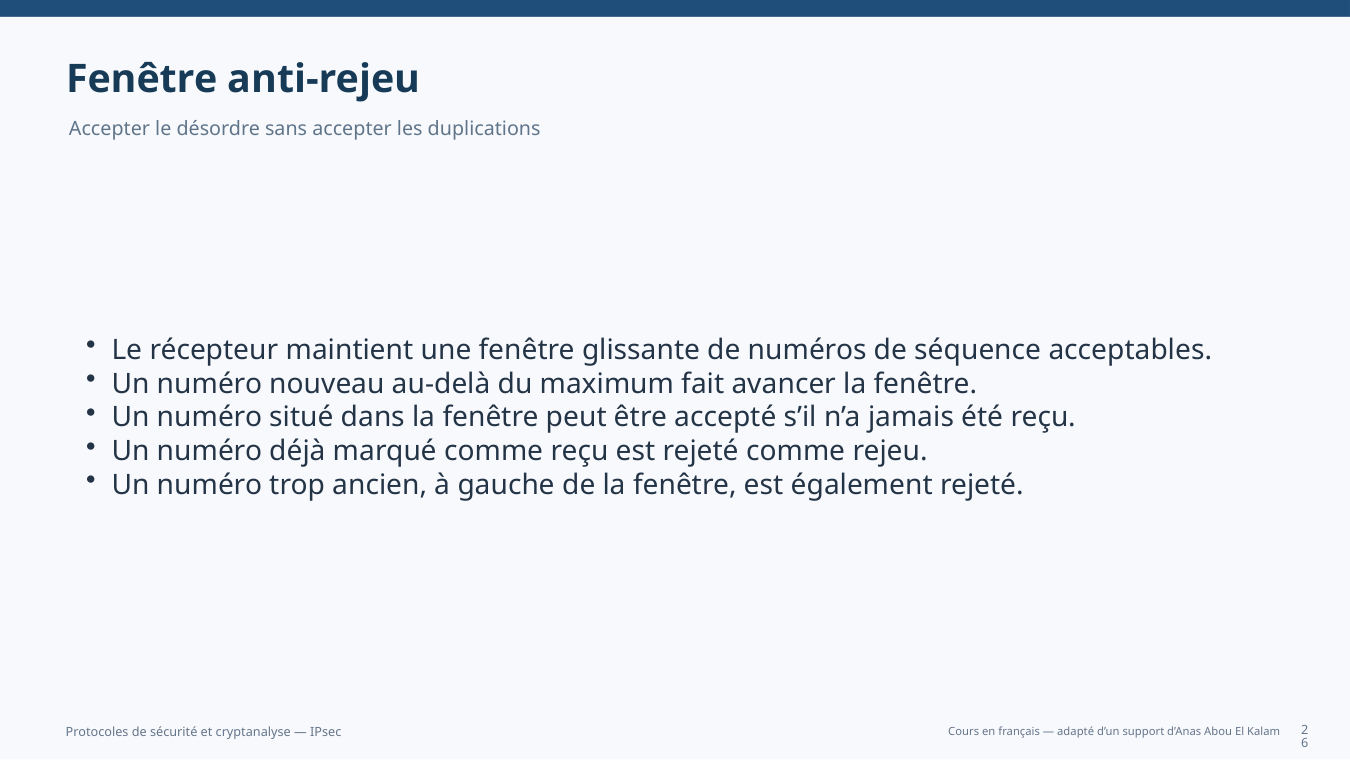 Fenêtre anti-rejeu
Accepter le désordre sans accepter les duplications
• Le récepteur maintient une fenêtre glissante de numéros de séquence acceptables.
• Un numéro nouveau au-delà du maximum fait avancer la fenêtre.
• Un numéro situé dans la fenêtre peut être accepté s’il n’a jamais été reçu.
• Un numéro déjà marqué comme reçu est rejeté comme rejeu.
• Un numéro trop ancien, à gauche de la fenêtre, est également rejeté.
Protocoles de sécurité et cryptanalyse — IPsec
Cours en français — adapté d’un support d’Anas Abou El Kalam
2
6